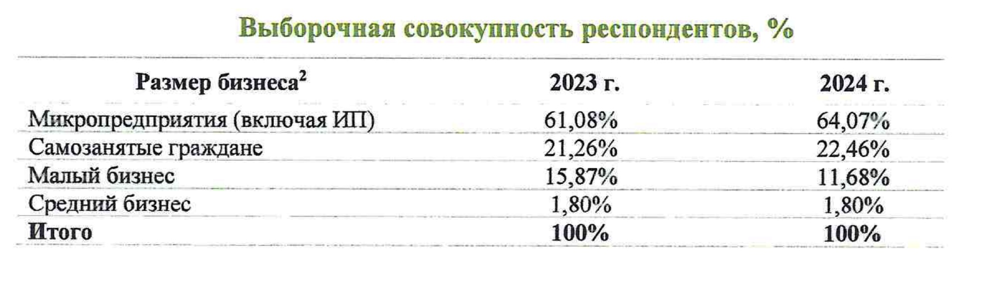 Выборочная совокупность респондентов, %
Размер бизнеса² 2023 г. 2024 г.
Микропредприятия (включая ИП) 61,08% 64,07%
Самозанятые граждане 21,26% 22,46%
Малый бизнес 15,87% 11,68%
Средний бизнес 1,80% 1,80%
Итого 100% 100%